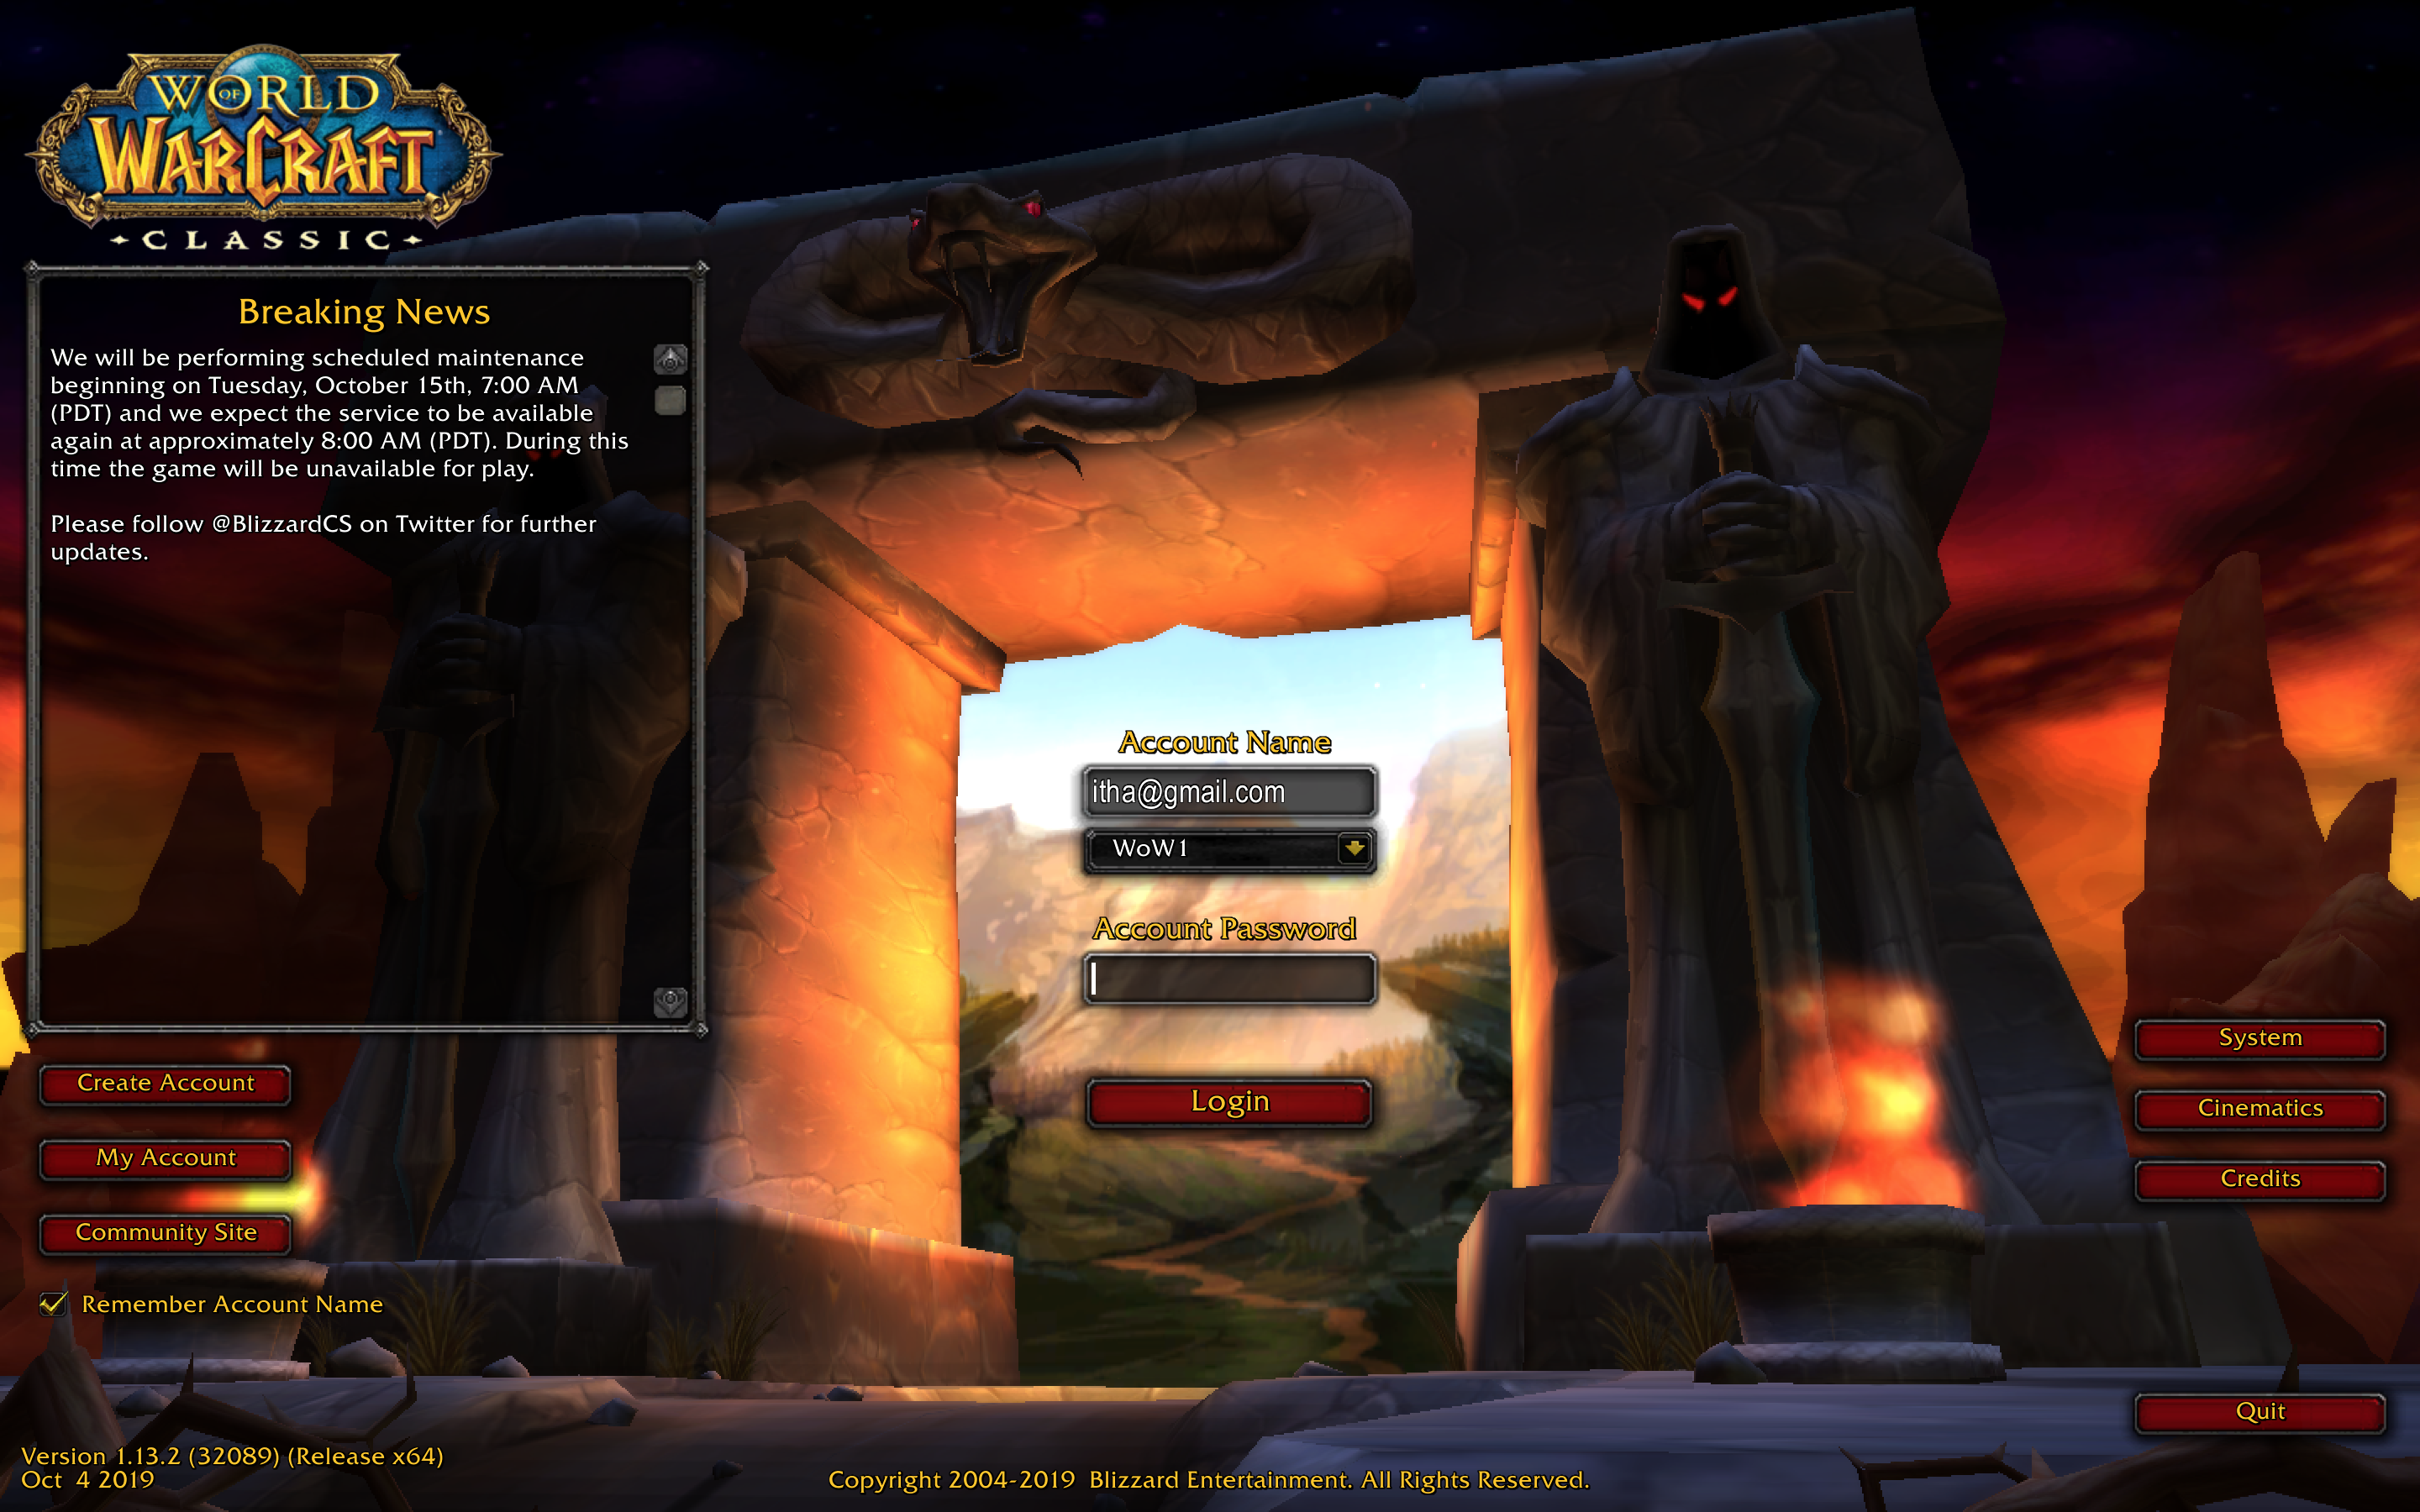 WORLD
OF
WARCRAFT
CLASSIC
Breaking News
We will be performing scheduled maintenance
beginning on Tuesday, October 15th, 7:00 AM
(PDT) and we expect the service to be available
again at approximately 8:00 AM (PDT). During this
time the game will be unavailable for play.
Please follow @BlizzardCS on Twitter for further
updates.
Account Name
itha@gmail.com
WoW1
Account Password
Login
Create Account
My Account
Community Site
Remember Account Name
System
Cinematics
Credits
Quit
Version 1.13.2 (32089) (Release x64)
Oct 4 2019
Copyright 2004-2019 Blizzard Entertainment. All Rights Reserved.